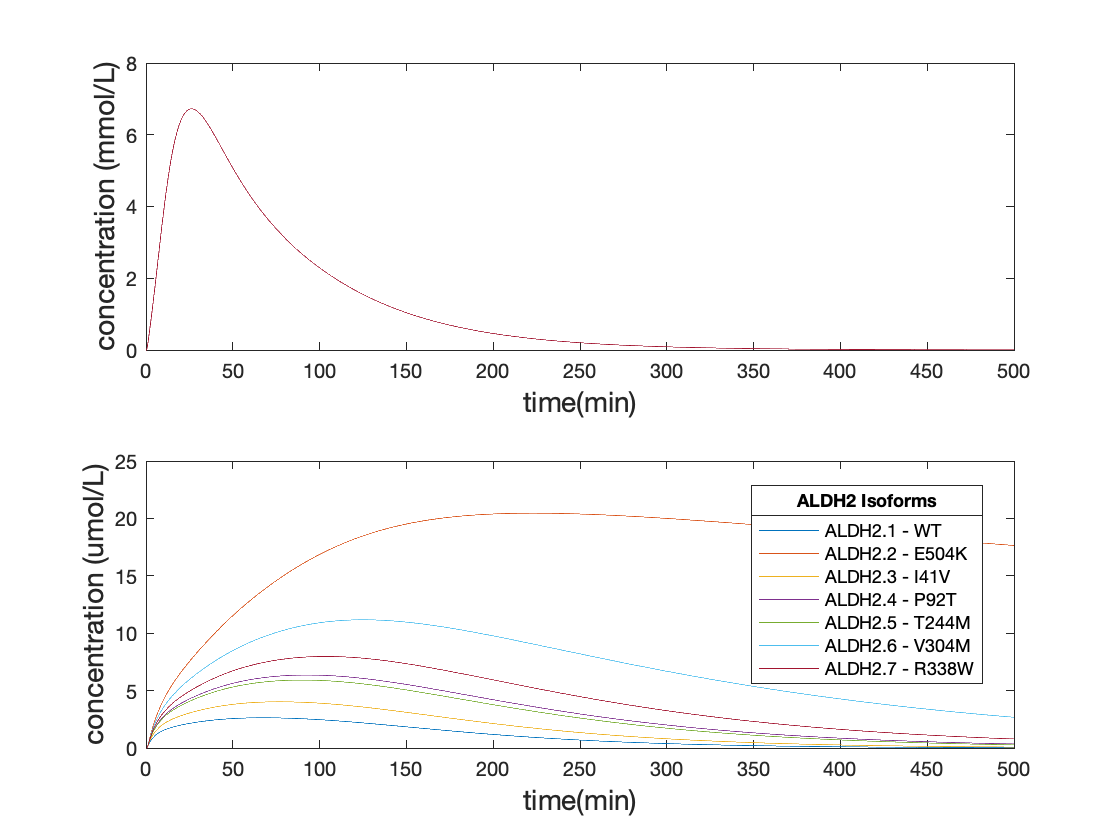 concentration (mmol/L)
8
6
4
2
0
0 50 100 150 200 250 300 350 400 450 500
time(min)
concentration (umol/L)
25
20
15
10
5
0
ALDH2 Isoforms
ALDH2.1 - WT
ALDH2.2 - E504K
ALDH2.3 - I41V
ALDH2.4 - P92T
ALDH2.5 - T244M
ALDH2.6 - V304M
ALDH2.7 - R338W
0 50 100 150 200 250 300 350 400 450 500
time(min)